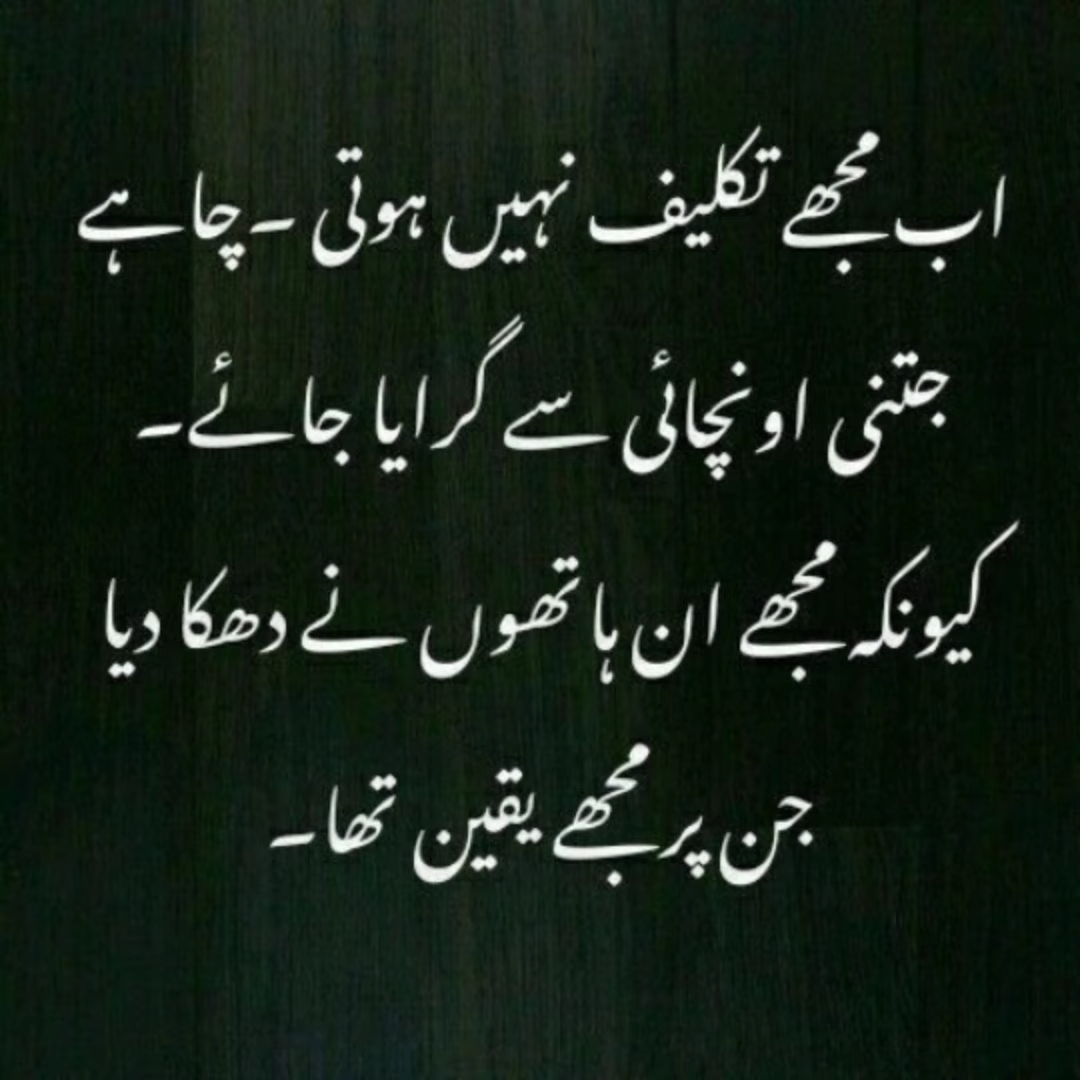 اب مجھے تکلیف نہیں ہوتی ۔ چاہے
جتنی اونچائی سے گرایا جائے۔
کیونکہ مجھے ان ہاتھوں نے دھکا دیا
جن پر مجھے یقین تھا۔